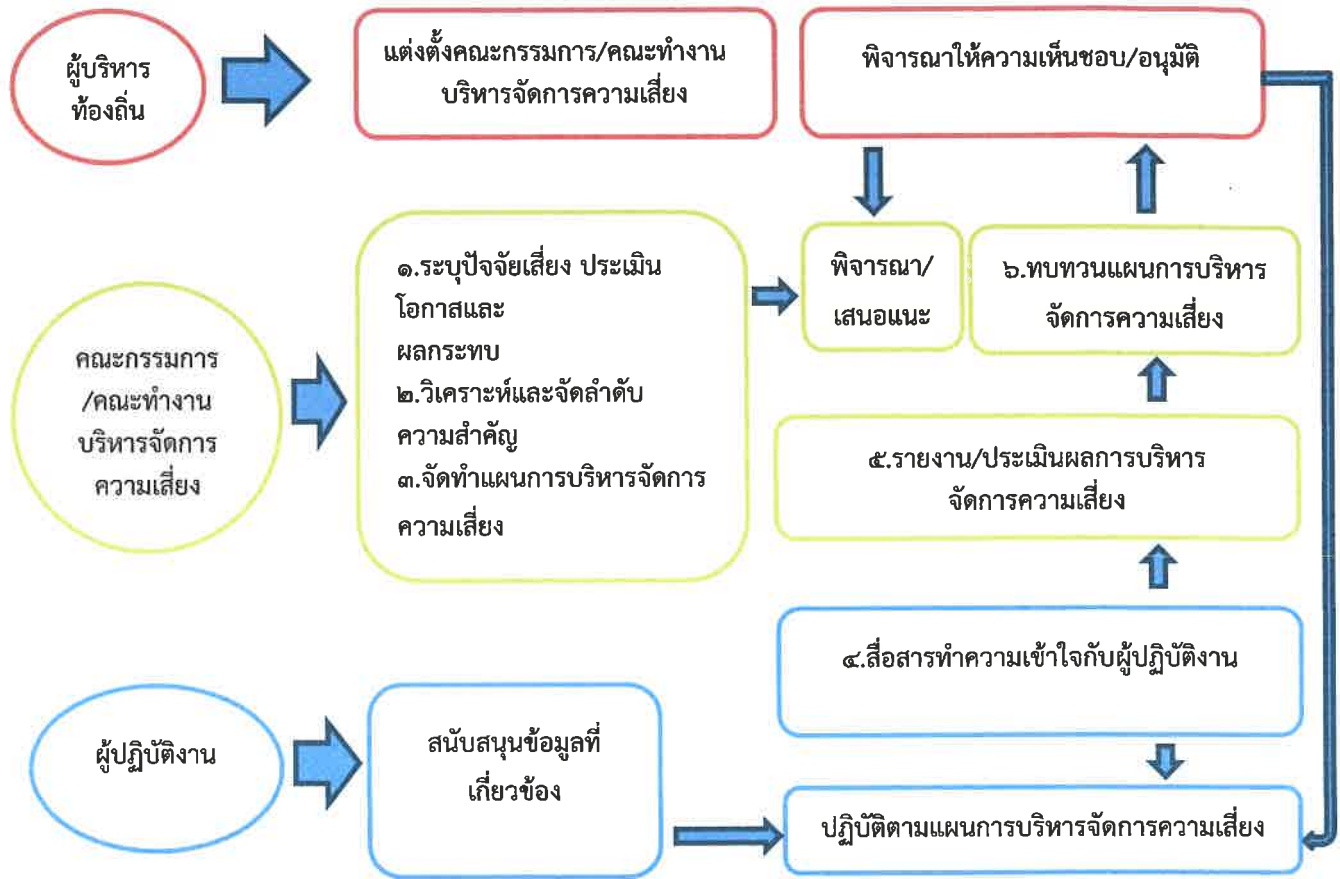 ผู้บริหาร
ท้องถิ่น
แต่งตั้งคณะกรรมการ/คณะทำงาน
บริหารจัดการความเสี่ยง
พิจารณาให้ความเห็นชอบ/อนุมัติ
คณะกรรมการ
/คณะทำงาน
บริหารจัดการ
ความเสี่ยง
๑.ระบุปัจจัยเสี่ยง ประเมิน
โอกาสและ
ผลกระทบ
๒.วิเคราะห์และจัดลำดับ
ความสำคัญ
๓.จัดทำแผนการบริหารจัดการ
ความเสี่ยง
พิจารณา/
เสนอแนะ
๖.ทบทวนแผนการบริหาร
จัดการความเสี่ยง
๕.รายงาน/ประเมินผลการบริหาร
จัดการความเสี่ยง
๔.สื่อสารทำความเข้าใจกับผู้ปฏิบัติงาน
ผู้ปฏิบัติงาน
สนับสนุนข้อมูลที่
เกี่ยวข้อง
ปฏิบัติตามแผนการบริหารจัดการความเสี่ยง